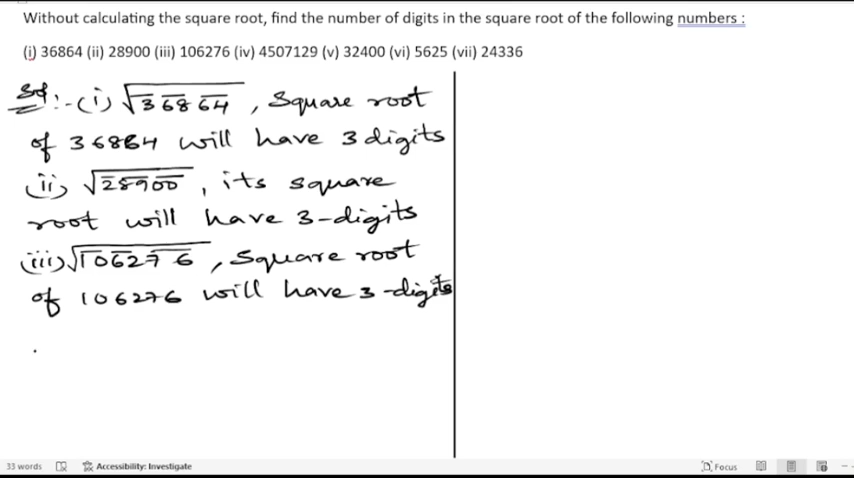 Without calculating the square root, find the number of digits in the square root of the following numbers :
(i) 36864 (ii) 28900 (iii) 106276 (iv) 4507129 (v) 32400 (vi) 5625 (vii) 24336
Sol:- (i) √36864 , Square root
of 36864 will have 3 digits
(ii) √28900 , its square
root will have 3-digits
(iii) √106276 , Square root
of 106276 will have 3-digits
33 words Accessibility: Investigate Focus